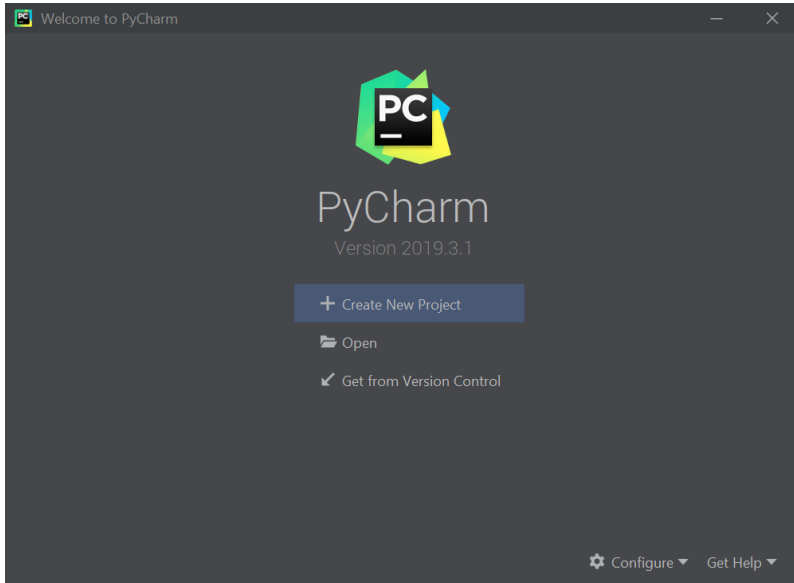 Welcome to PyCharm
PC
PyCharm
Version 2019.3.1
Create New Project
Open
Get from Version Control
Configure
Get Help